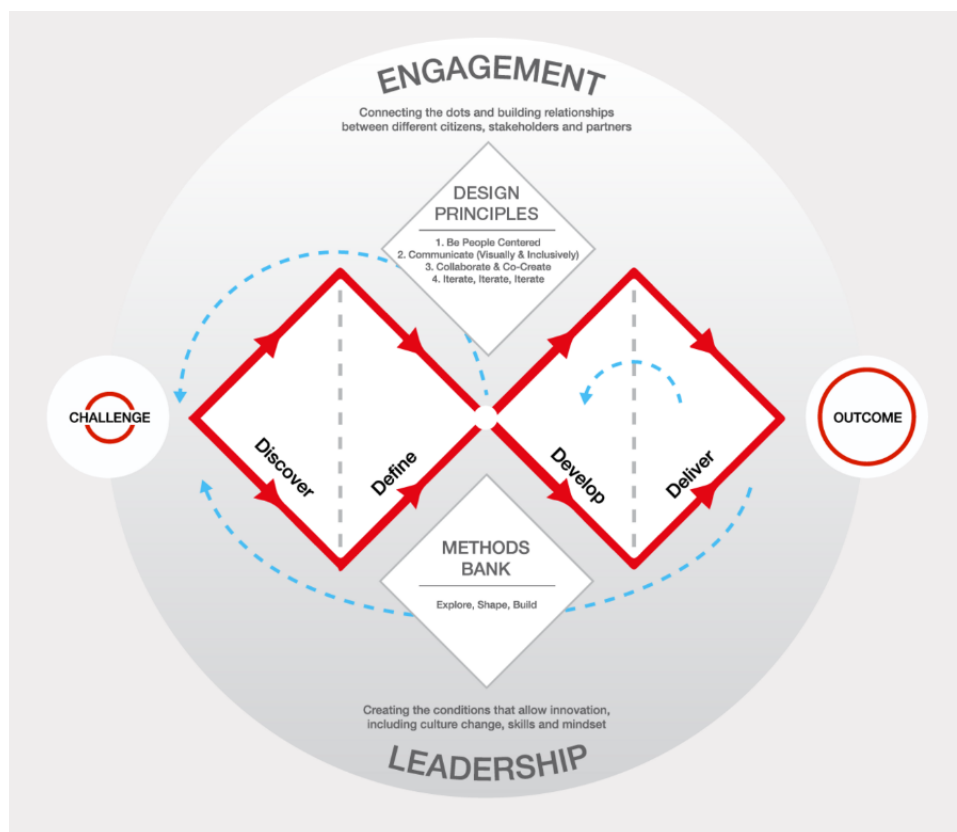 ENGAGEMENT
Connecting the dots and building relationships
between different citizens, stakeholders and partners
DESIGN
PRINCIPLES
1. Be People Centered
2. Communicate (Visually & Inclusively)
3. Collaborate & Co-Create
4. Iterate, Iterate, Iterate
CHALLENGE
OUTCOME
Discover
Define
Develop
Deliver
METHODS
BANK
Explore, Shape, Build
Creating the conditions that allow innovation,
including culture change, skills and mindset
LEADERSHIP